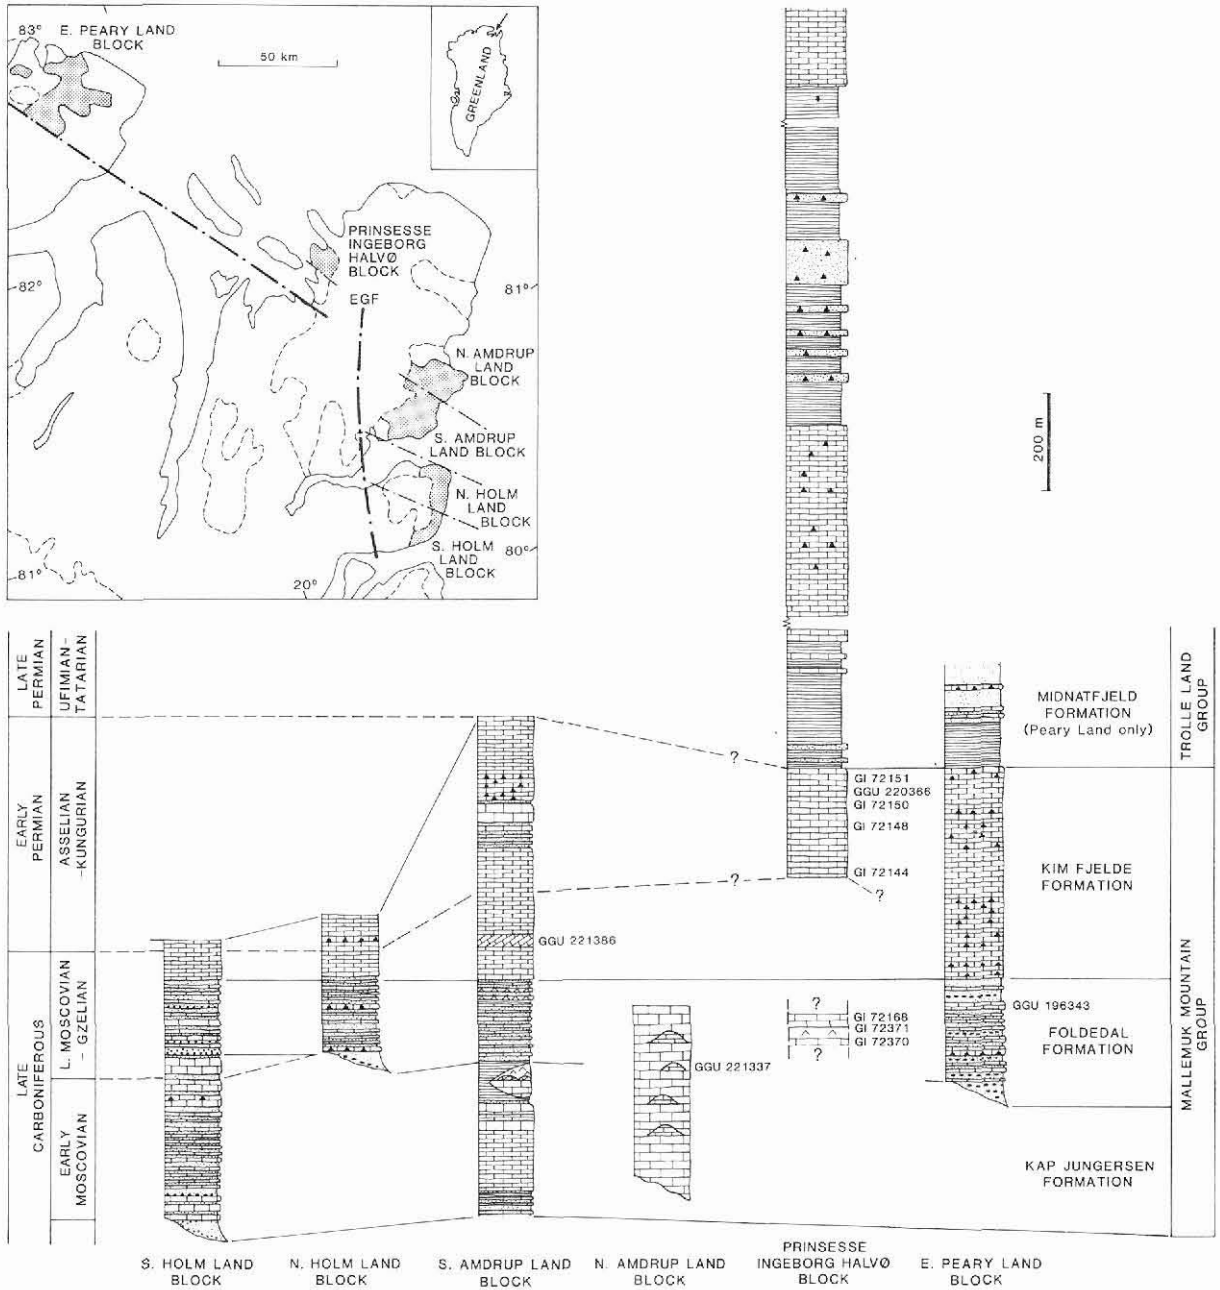 83° E. PEARY LAND
BLOCK
50 km
GREENLAND
PRINSESSE
INGEBORG
HALVØ
BLOCK
82°
81°
EGF
N. AMDRUP
LAND
BLOCK
S. AMDRUP
LAND BLOCK
N. HOLM
LAND
BLOCK
S. HOLM
LAND
BLOCK
80°
81°
20°
200 m
LATE
PERMIAN
UFIMIAN-
TATARIAN
EARLY
PERMIAN
ASSELIAN
-KUNGURIAN
LATE
CARBONIFEROUS
L. MOSCOVIAN
- GZELIAN
EARLY
MOSCOVIAN
GGU 221386
GGU 221337
?
?
?
GI 72151
GGU 220366
GI 72150
GI 72148
GI 72144
?
GI 72168
GI 72371
GI 72370
?
GGU 196343
MIDNATFJELD
FORMATION
(Peary Land only)
KIM FJELDE
FORMATION
FOLDEDAL
FORMATION
KAP JUNGERSEN
FORMATION
TROLLE LAND
GROUP
MALLEMUK MOUNTAIN
GROUP
S. HOLM LAND
BLOCK
N. HOLM LAND
BLOCK
S. AMDRUP LAND
BLOCK
N. AMDRUP LAND
BLOCK
PRINSESSE
INGEBORG HALVØ
BLOCK
E. PEARY LAND
BLOCK